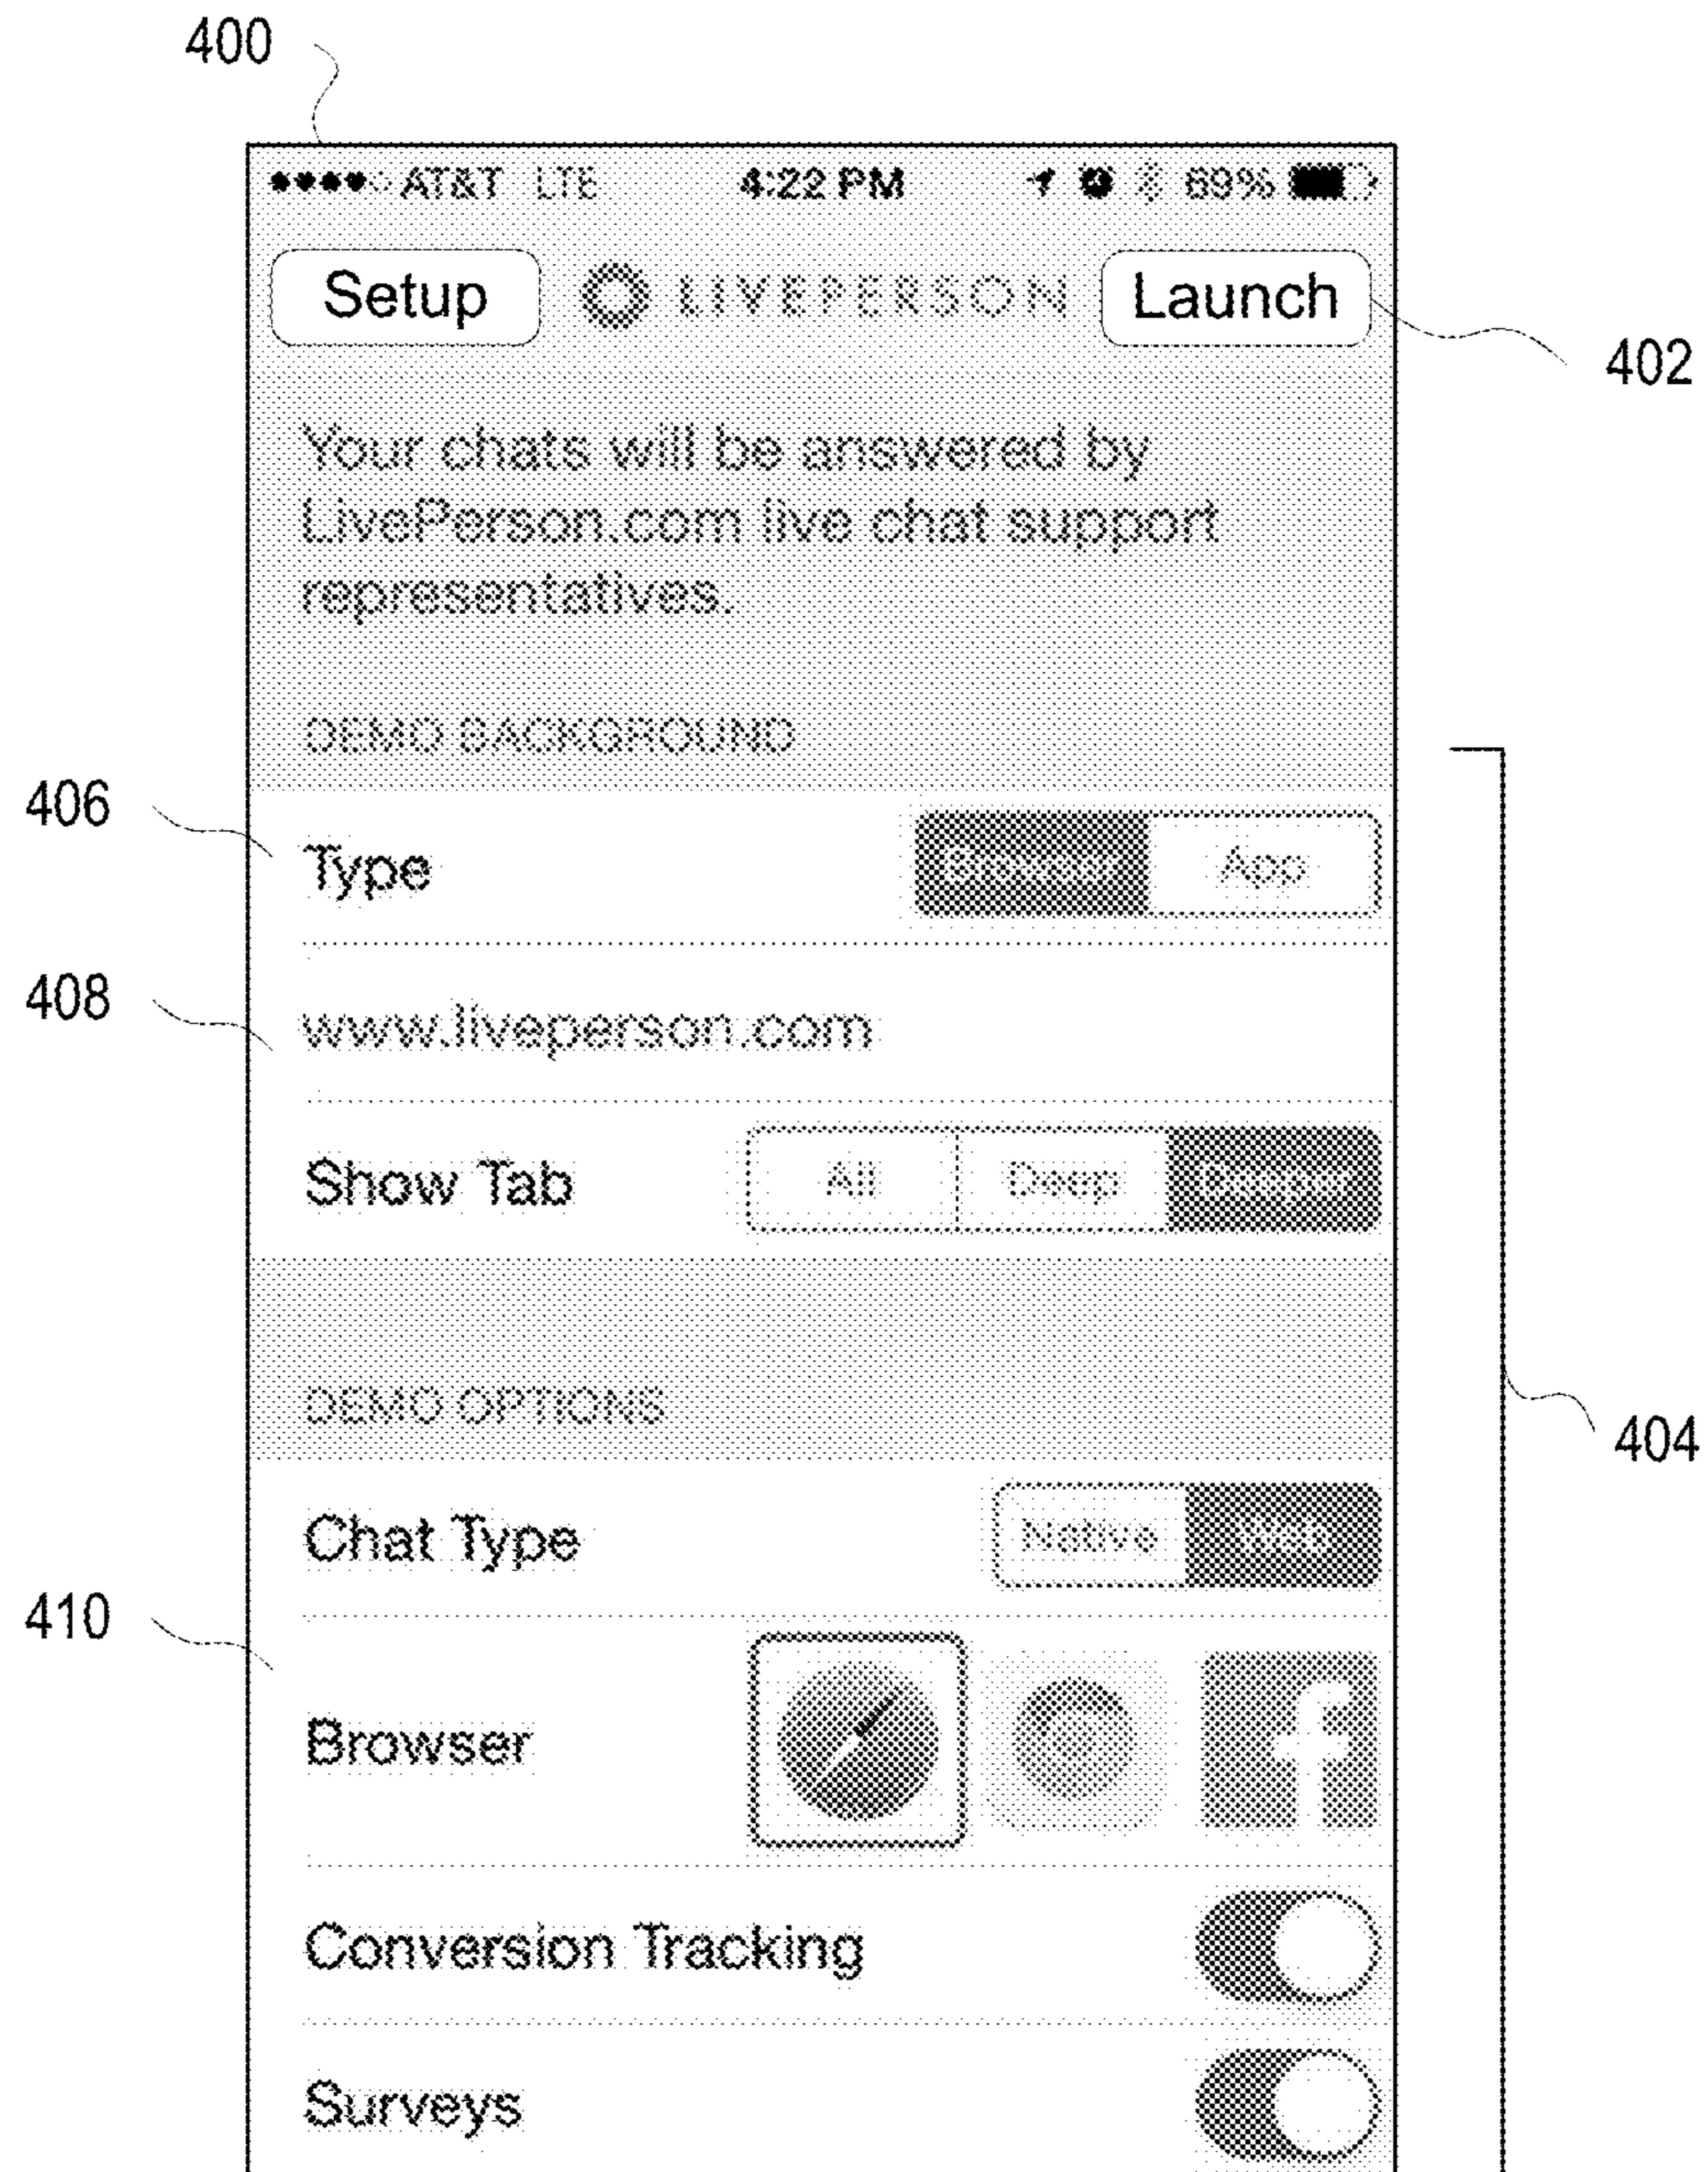 400
AT&T LTE 4:22 PM 69%
Setup LIVEPERSON Launch
402
Your chats will be answered by
LivePerson.com live chat support
representatives.
DEMO BACKGROUND
406
Type Browser App
408
www.liveperson.com
Show Tab All Deep
DEMO OPTIONS
404
Chat Type Native
410
Browser
Conversion Tracking
Surveys